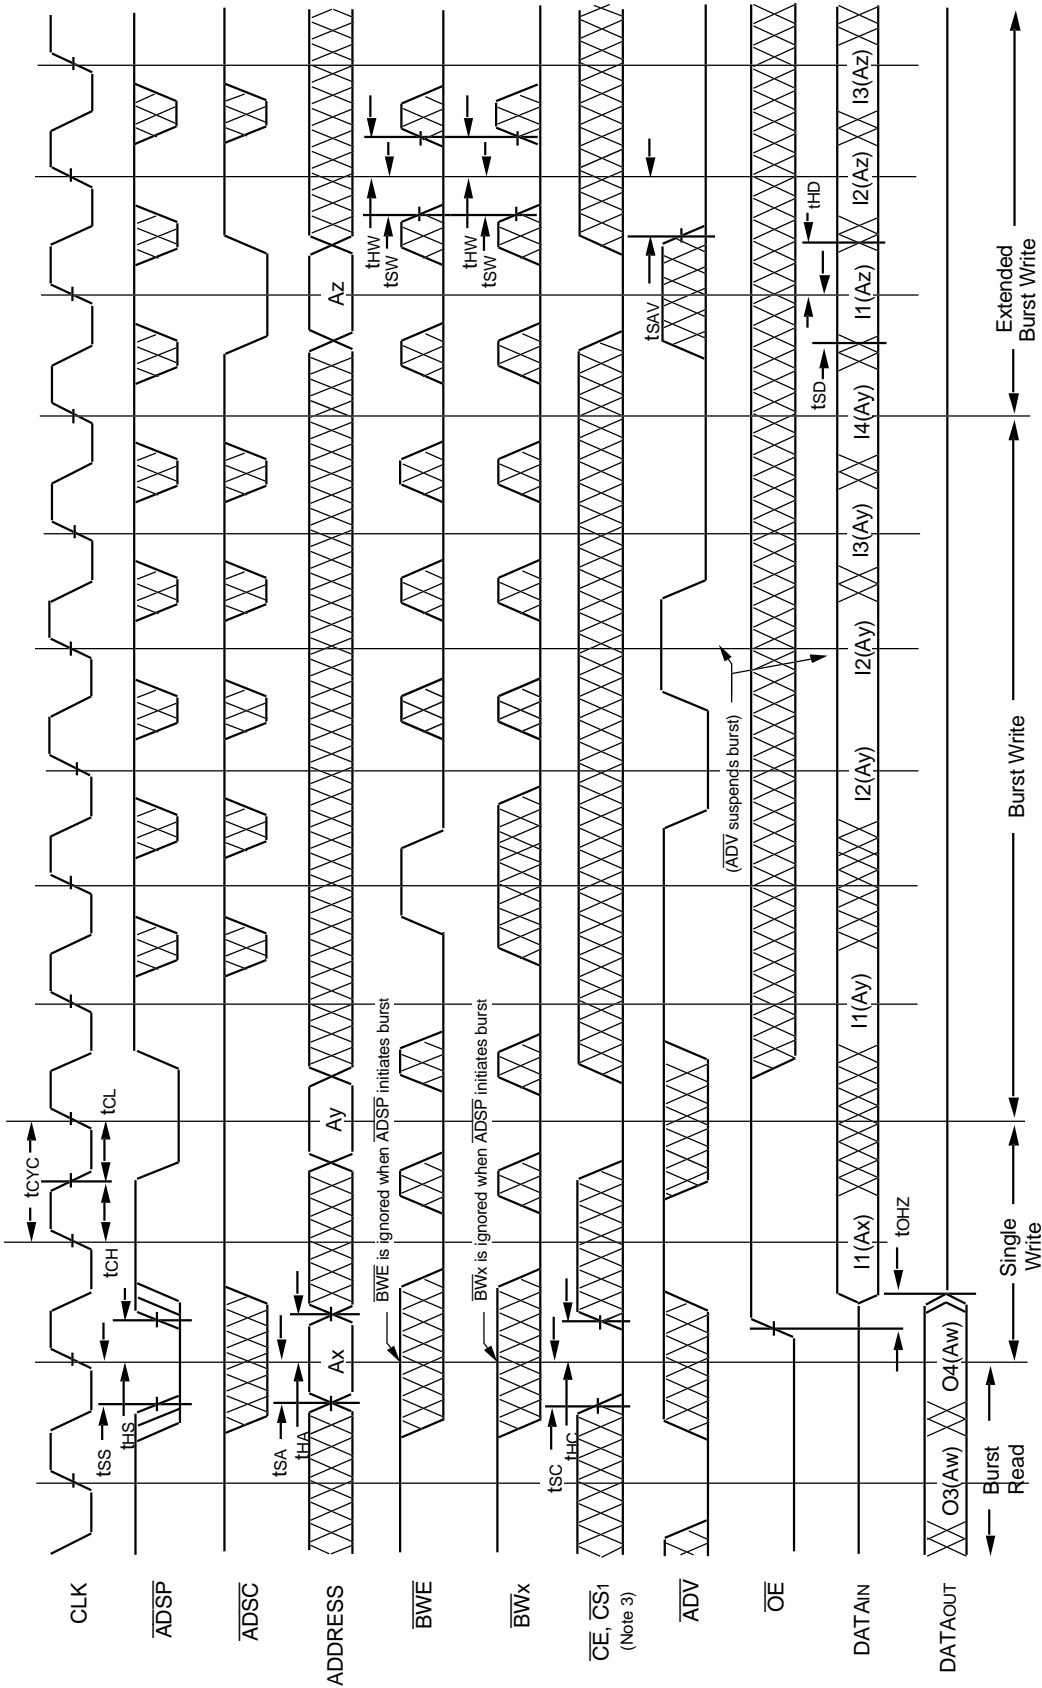 CLK
tCYC
tCH
tCL
ADSP
tSS
tHS
ADSC
ADDRESS
Ax
Ay
Az
tSA
tHA
BWE
BWE is ignored when ADSP initiates burst
tHW
tSW
BWx
BWx is ignored when ADSP initiates burst
tHW
tSW
CE, CS1
(Note 3)
tSC
tHC
ADV
tSAV
(ADV suspends burst)
OE
tOHZ
tSD
tHD
DATAIN
I1(Ax)
I1(Ay)
I2(Ay)
I2(Ay)
I3(Ay)
I4(Ay)
I1(Az)
I2(Az)
I3(Az)
DATAOUT
O3(Aw)
O4(Aw)
Burst
Read
Single
Write
Burst Write
Extended
Burst Write